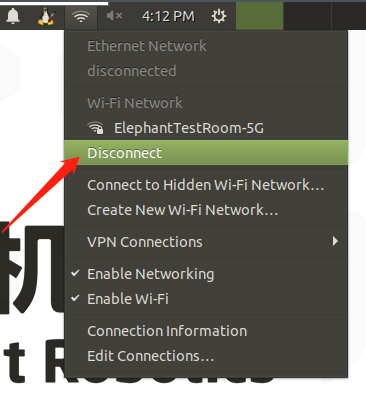 4:12 PM
Ethernet Network
disconnected
Wi-Fi Network
ElephantTestRoom-5G
Disconnect
Connect to Hidden Wi-Fi Network...
Create New Wi-Fi Network...
VPN Connections
Enable Networking
Enable Wi-Fi
Connection Information
Edit Connections...
机
t Robotics